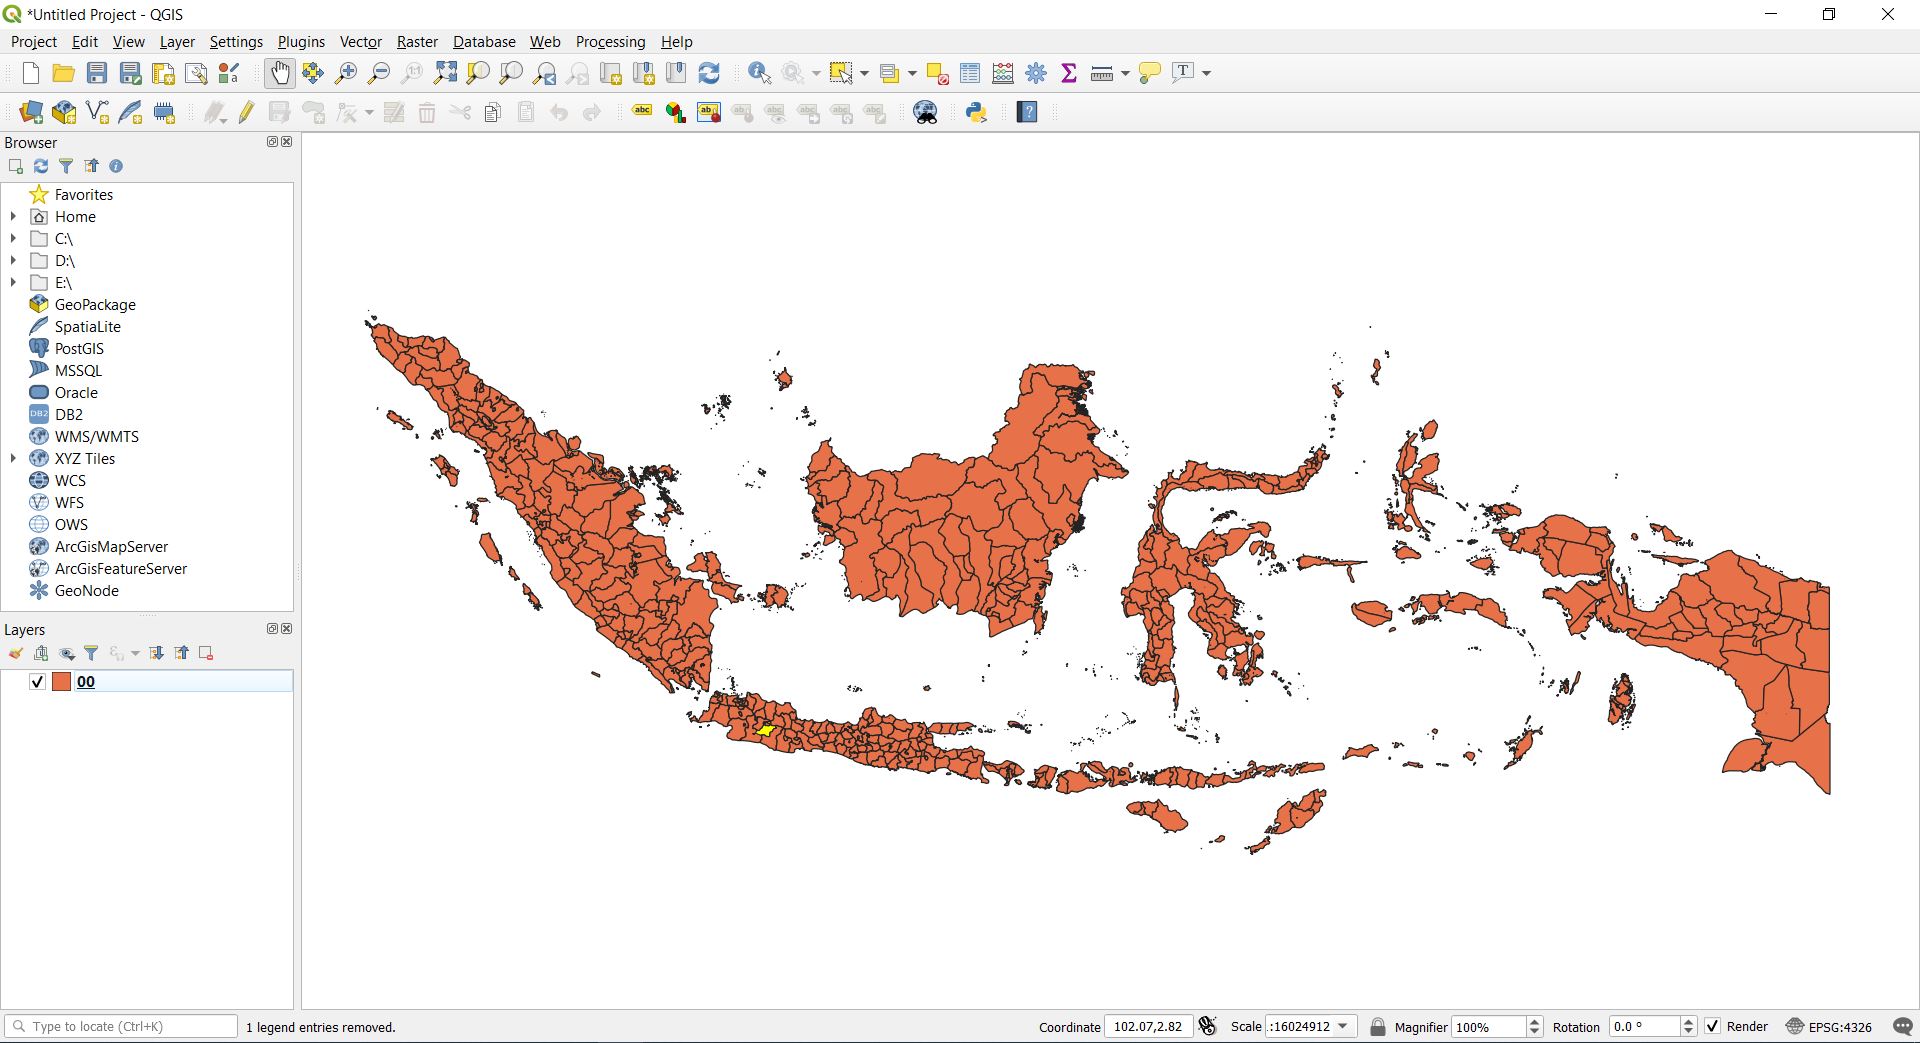 *Untitled Project - QGIS
Project Edit View Layer Settings Plugins Vector Raster Database Web Processing Help
Browser
Favorites
Home
C:\
D:\
E:\
GeoPackage
SpatiaLite
PostGIS
MSSQL
Oracle
DB2 DB2
WMS/WMTS
XYZ Tiles
WCS
WFS
OWS
ArcGisMapServer
ArcGisFeatureServer
GeoNode
Layers
00
Type to locate (Ctrl+K) 1 legend entries removed. Coordinate 102.07,2.82 Scale :16024912 Magnifier 100% Rotation 0.0 ° Render EPSG:4326